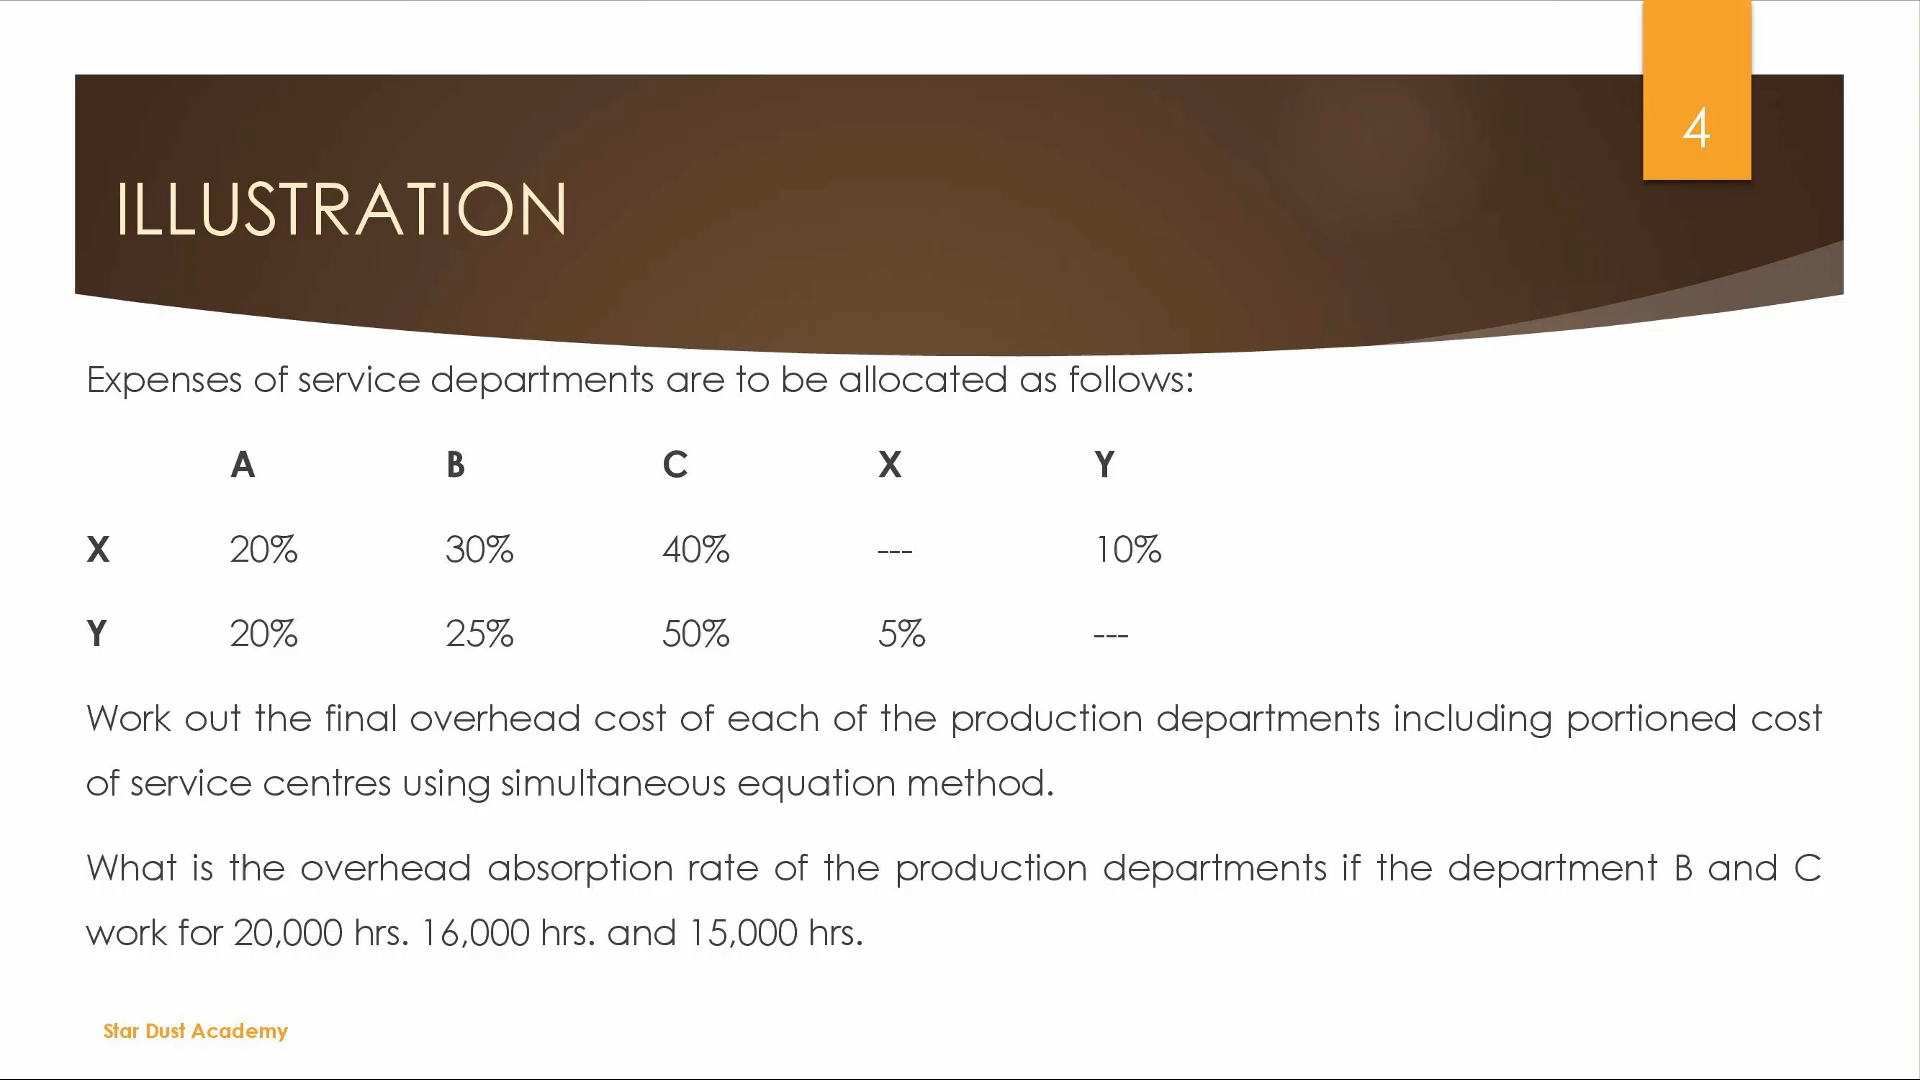 4
ILLUSTRATION
Expenses of service departments are to be allocated as follows:
A B C X Y
X 20% 30% 40% --- 10%
Y 20% 25% 50% 5% ---
Work out the final overhead cost of each of the production departments including portioned cost
of service centres using simultaneous equation method.
What is the overhead absorption rate of the production departments if the department B and C
work for 20,000 hrs. 16,000 hrs. and 15,000 hrs.
Star Dust Academy